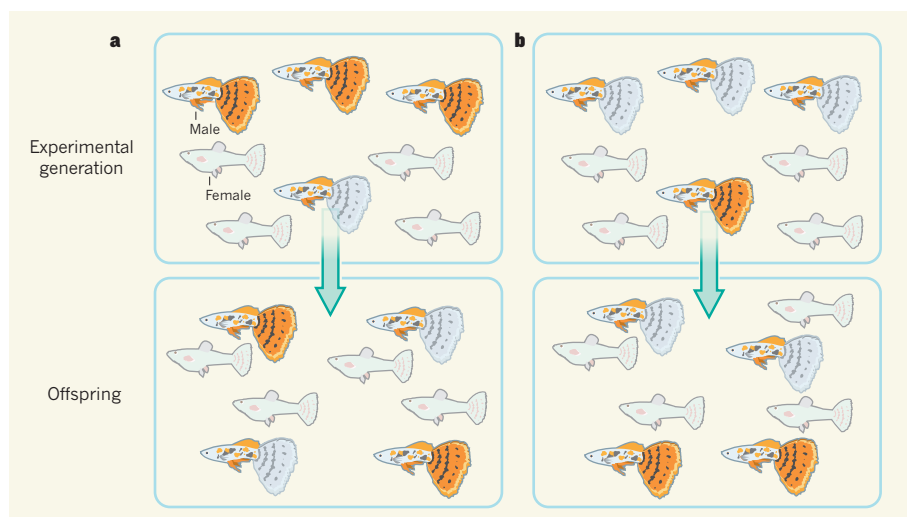 a
b
Male
Experimental
generation
Female
Offspring